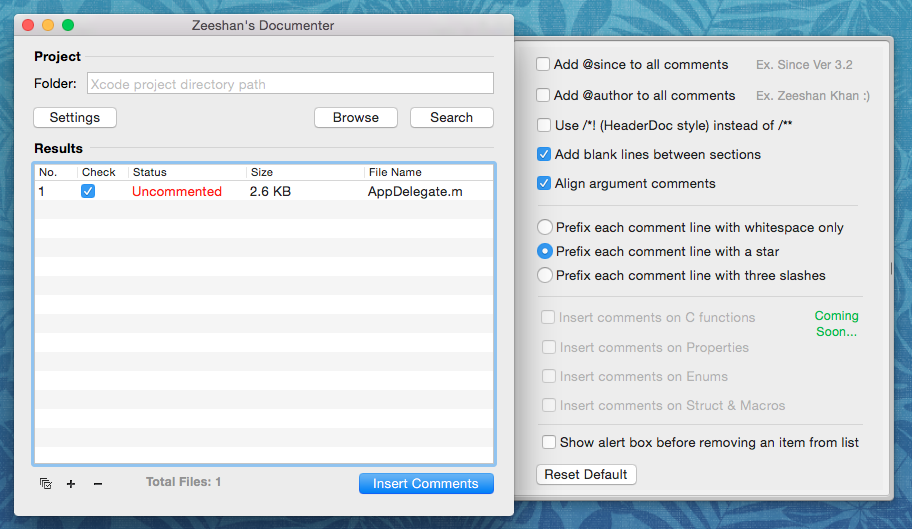 Zeeshan's Documenter
Project
Folder: Xcode project directory path
Settings Browse Search
Results
No. Check Status Size File Name
1 Uncommented 2.6 KB AppDelegate.m
Total Files: 1 Insert Comments
Add @since to all comments Ex. Since Ver 3.2
Add @author to all comments Ex. Zeeshan Khan :)
Use /*! (HeaderDoc style) instead of /**
Add blank lines between sections
Align argument comments
Prefix each comment line with whitespace only
Prefix each comment line with a star
Prefix each comment line with three slashes
Insert comments on C functions Coming
Soon...
Insert comments on Properties
Insert comments on Enums
Insert comments on Struct & Macros
Show alert box before removing an item from list
Reset Default